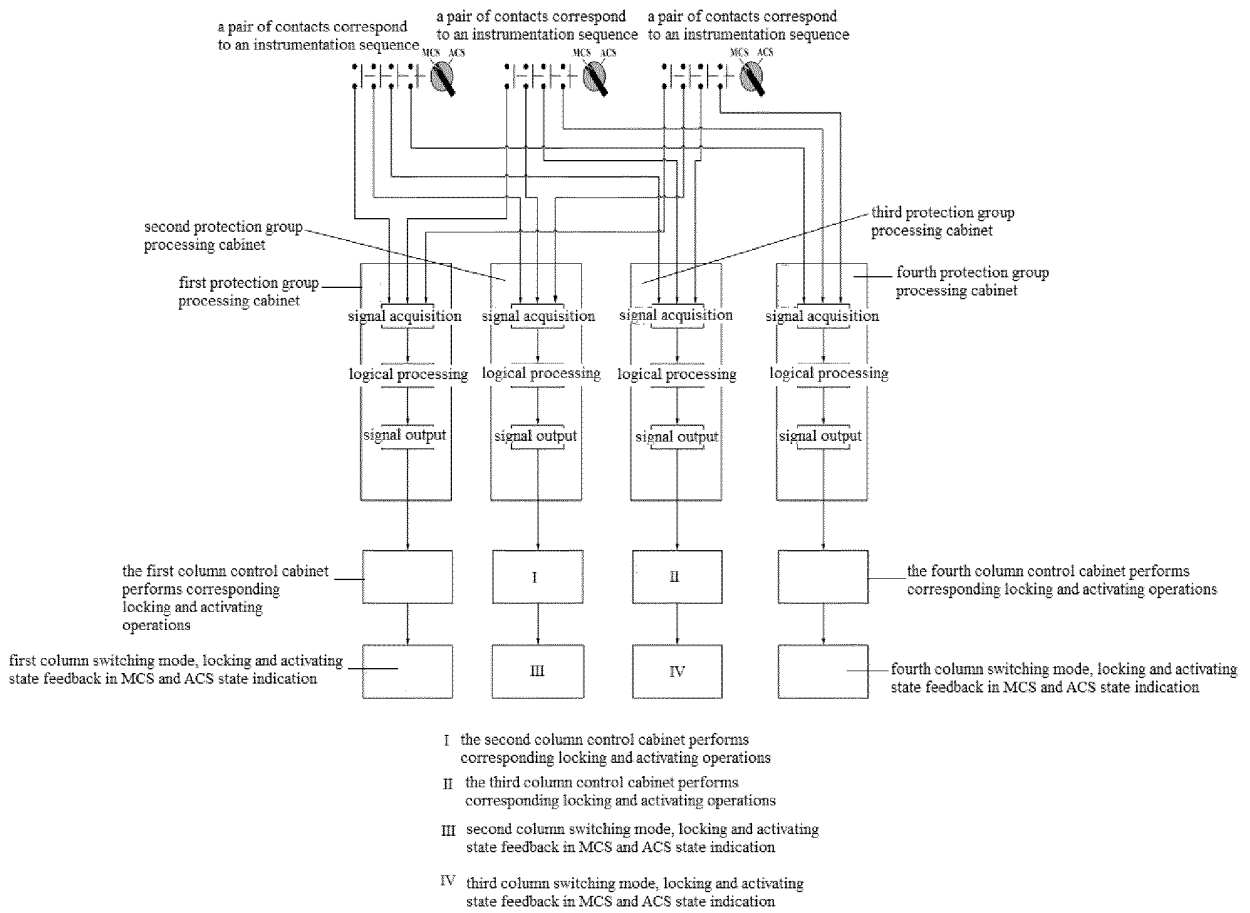 a pair of contacts correspond
to an instrumentation sequence
MCS ACS
a pair of contacts correspond
to an instrumentation sequence
MCS ACS
a pair of contacts correspond
to an instrumentation sequence
MCS ACS
second protection group
processing cabinet
third protection group
processing cabinet
first protection group
processing cabinet
fourth protection group
processing cabinet
signal acquisition
signal acquisition
signal acquisition
signal acquisition
logical processing
logical processing
logical processing
logical processing
signal output
signal output
signal output
signal output
the first column control cabinet
performs corresponding
locking and activating
operations
I
II
the fourth column control cabinet performs
corresponding locking and activating operations
first column switching mode, locking and activating
state feedback in MCS and ACS state indication
III
IV
fourth column switching mode, locking and activating
state feedback in MCS and ACS state indication
I the second column control cabinet performs
corresponding locking and activating operations
II the third column control cabinet performs
corresponding locking and activating operations
III second column switching mode, locking and activating
state feedback in MCS and ACS state indication
IV third column switching mode, locking and activating
state feedback in MCS and ACS state indication